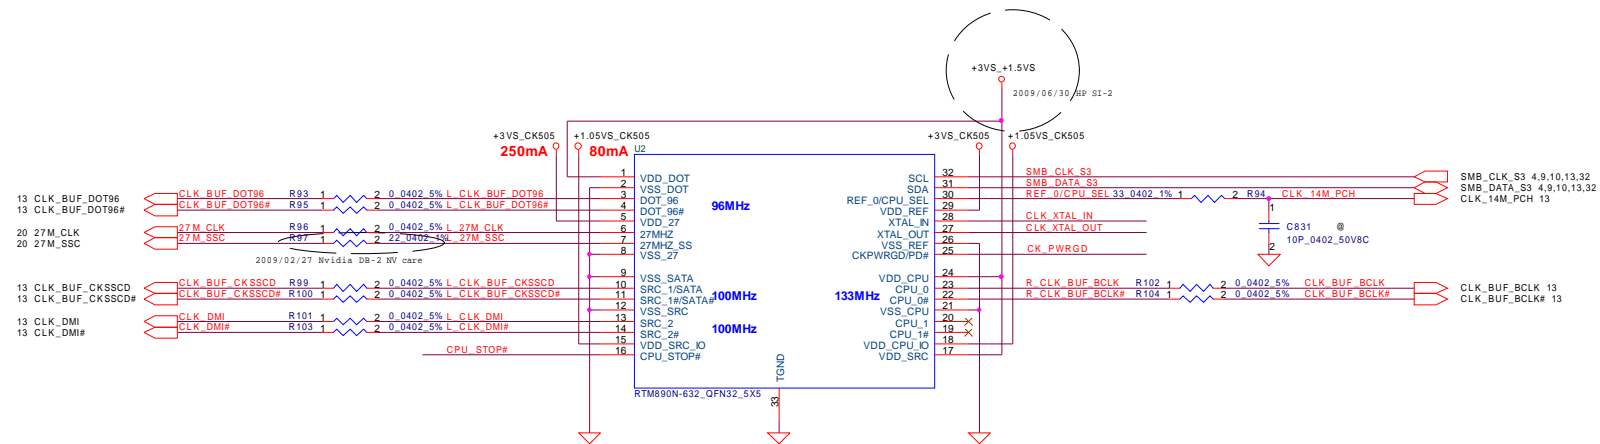 +3VS_+1.5VS
2009/06/30 HP SI-2
+3VS_CK505
+1.05VS_CK505
250mA
80mA
+3VS_CK505
+1.05VS_CK505
U2
1 VDD_DOT
2 VSS_DOT
13 CLK_BUF_DOT96 CLK_BUF_DOT96 R93 1 2 0_0402_5% L_CLK_BUF_DOT96 3 DOT_96
13 CLK_BUF_DOT96# CLK_BUF_DOT96# R95 1 2 0_0402_5% L_CLK_BUF_DOT96# 4 DOT_96#
96MHz
5 VDD_27
20 27M_CLK 27M_CLK R96 1 2 0_0402_5% L_27M_CLK 6 27MHZ
20 27M_SSC 27M_SSC R97 1 2 22_0402_1% L_27M_SSC 7 27MHZ_SS
8 VSS_27
2009/02/27 Nvidia DB-2 NV care
9 VSS_SATA
13 CLK_BUF_CKSSCD CLK_BUF_CKSSCD R99 1 2 0_0402_5% L_CLK_BUF_CKSSCD 10 SRC_1/SATA
13 CLK_BUF_CKSSCD# CLK_BUF_CKSSCD# R100 1 2 0_0402_5% L_CLK_BUF_CKSSCD# 11 SRC_1#/SATA#
100MHz
12 VSS_SRC
13 CLK_DMI CLK_DMI R101 1 2 0_0402_5% L_CLK_DMI 13 SRC_2
13 CLK_DMI# CLK_DMI# R103 1 2 0_0402_5% L_CLK_DMI# 14 SRC_2#
100MHz
15 VDD_SRC_IO
CPU_STOP# 16 CPU_STOP#
SCL 32 SMB_CLK_S3 SMB_CLK_S3 4,9,10,13,32
SDA 31 SMB_DATA_S3 SMB_DATA_S3 4,9,10,13,32
REF_0/CPU_SEL 30 REF_0/CPU_SEL 33_0402_1% 1 2 R94 CLK_14M_PCH CLK_14M_PCH 13
VDD_REF 29
XTAL_IN 28 CLK_XTAL_IN
XTAL_OUT 27 CLK_XTAL_OUT
VSS_REF 26
CKPWRGD/PD# 25 CK_PWRGD
1
C831 @
10P_0402_50V8C
2
VDD_CPU 24
133MHz
CPU_0 23 R_CLK_BUF_BCLK R102 1 2 0_0402_5% CLK_BUF_BCLK CLK_BUF_BCLK 13
CPU_0# 22 R_CLK_BUF_BCLK# R104 1 2 0_0402_5% CLK_BUF_BCLK# CLK_BUF_BCLK# 13
VSS_CPU 21
CPU_1 20
CPU_1# 19
VDD_CPU_IO 18
VDD_SRC 17
TGND
33
RTM890N-632_QFN32_5X5